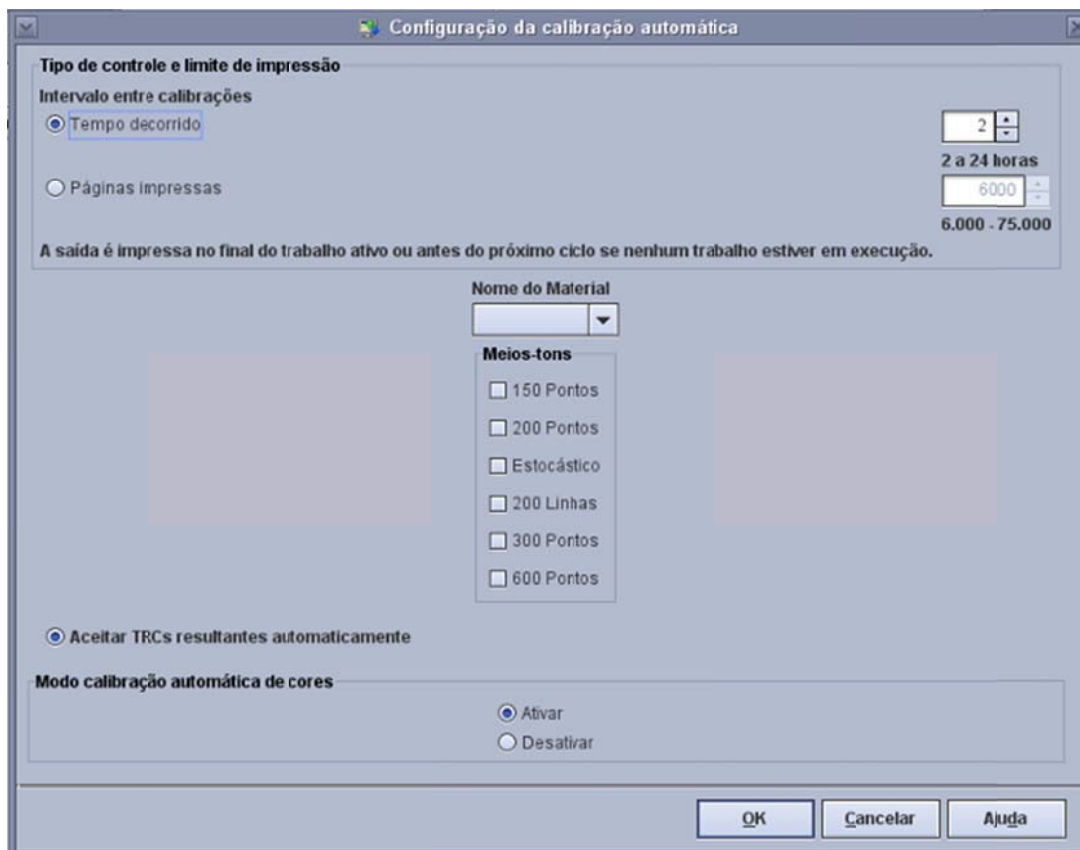 Configuração da calibração automática
Tipo de controle e limite de impressão
Intervalo entre calibrações
Tempo decorrido
2
2 a 24 horas
Páginas impressas
6000
6.000 - 75.000
A saída é impressa no final do trabalho ativo ou antes do próximo ciclo se nenhum trabalho estiver em execução.
Nome do Material
Meios-tons
150 Pontos
200 Pontos
Estocástico
200 Linhas
300 Pontos
600 Pontos
Aceitar TRCs resultantes automaticamente
Modo calibração automática de cores
Ativar
Desativar
OK
Cancelar
Ajuda